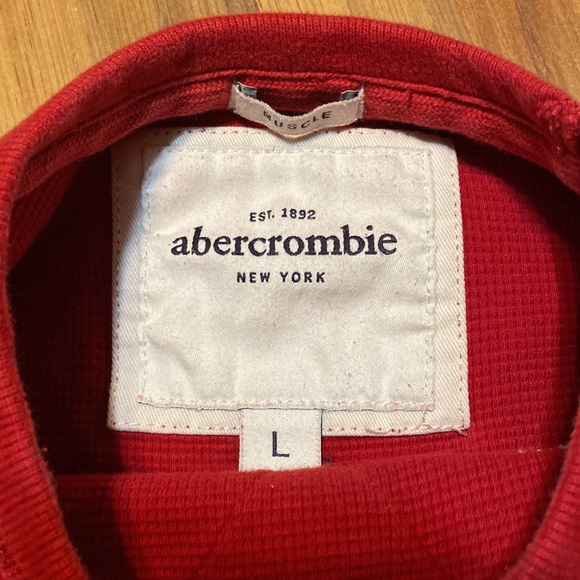 MUSCLE
EST. 1892
abercrombie
NEW YORK
L